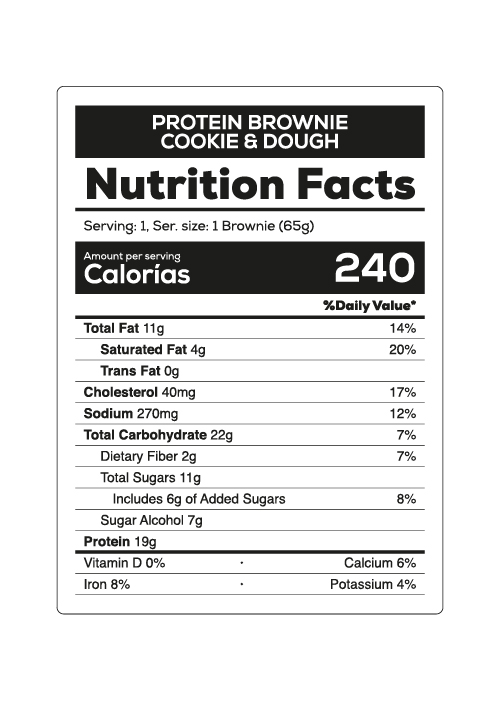 PROTEIN BROWNIE
COOKIE & DOUGH
Nutrition Facts
Serving: 1, Ser. size: 1 Brownie (65g)
Amount per serving
Calorías 240
%Daily Value*
Total Fat 11g 14%
Saturated Fat 4g 20%
Trans Fat 0g
Cholesterol 40mg 17%
Sodium 270mg 12%
Total Carbohydrate 22g 7%
Dietary Fiber 2g 7%
Total Sugars 11g
Includes 6g of Added Sugars 8%
Sugar Alcohol 7g
Protein 19g
Vitamin D 0% · Calcium 6%
Iron 8% · Potassium 4%